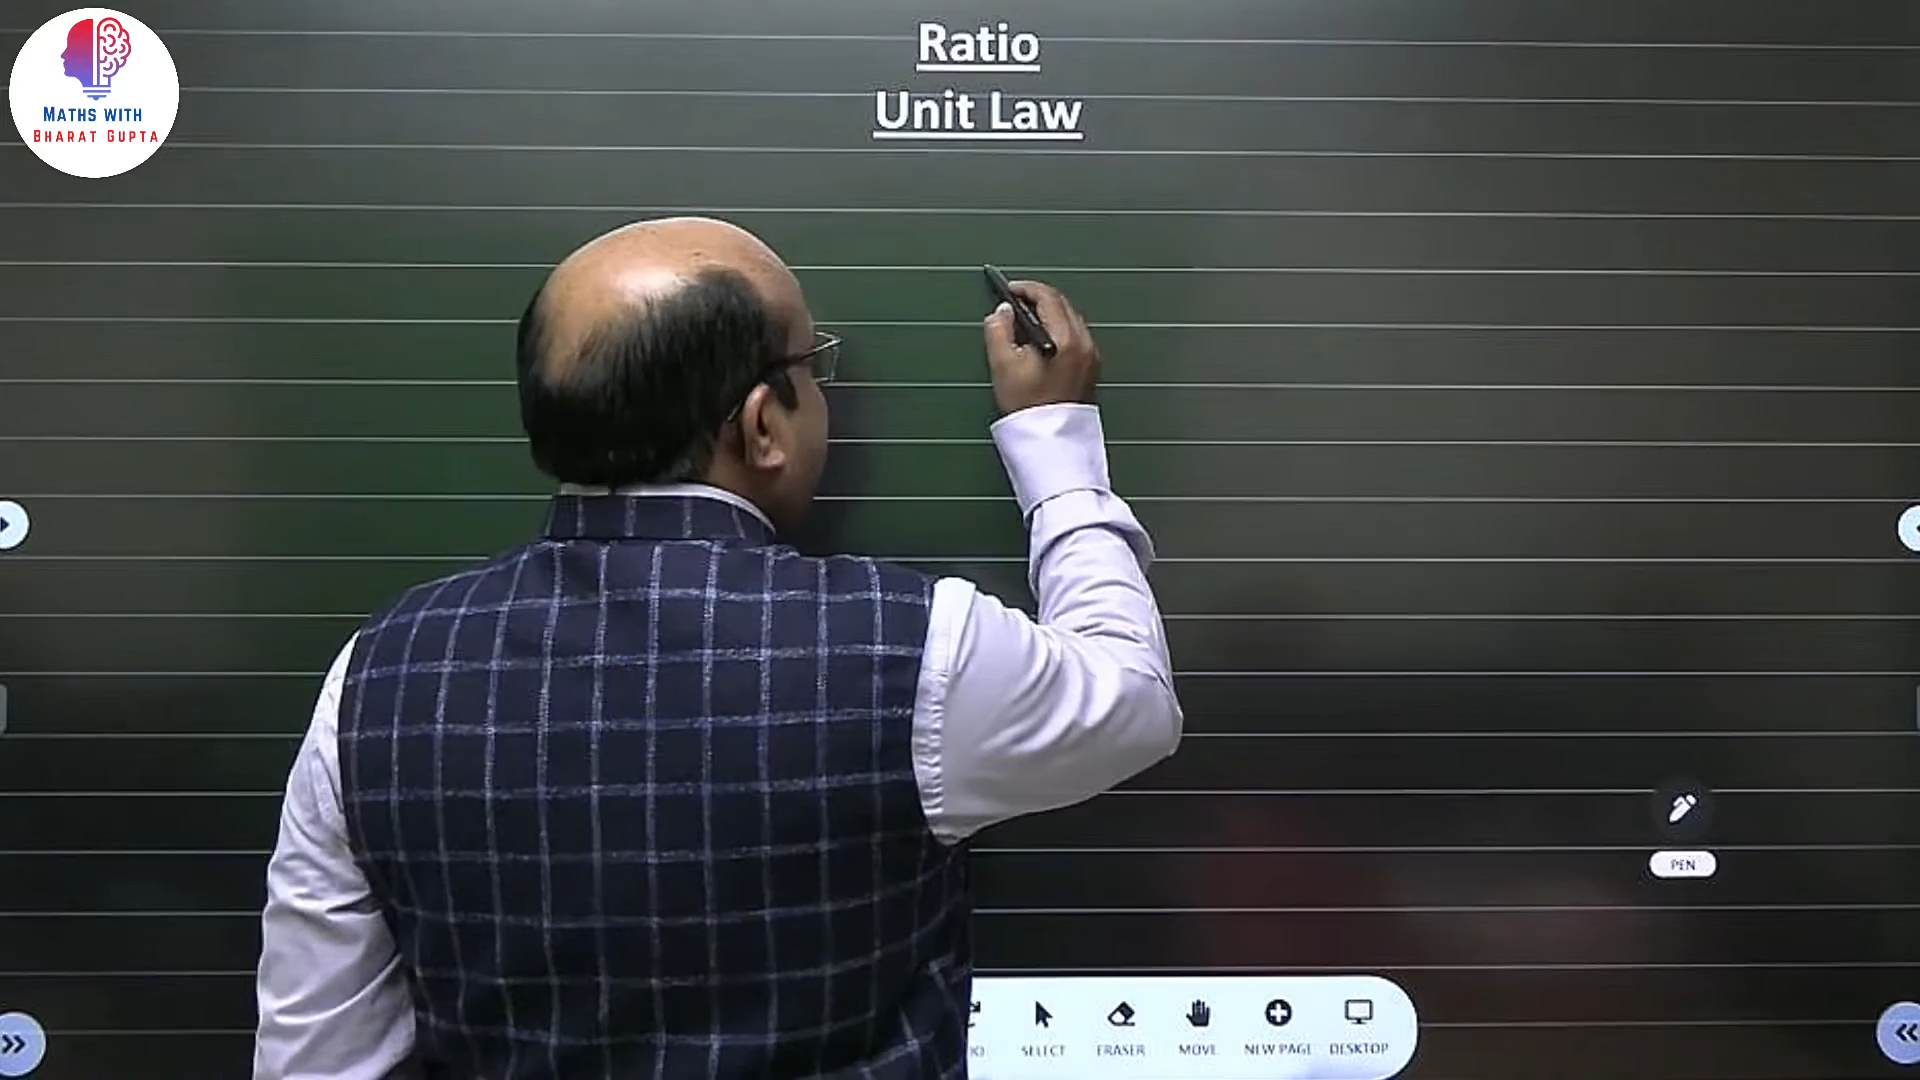 MATHS WITH
BHARAT GUPTA
Ratio
Unit Law
PEN
SELECT
ERASER
MOVE
NEW PAGE
DESKTOP